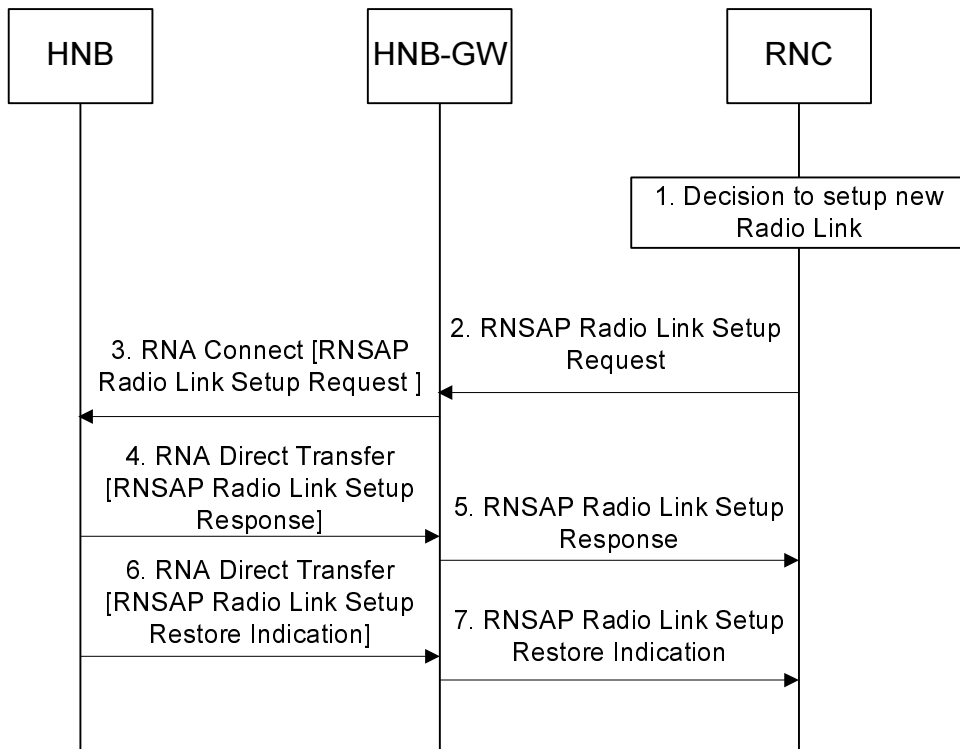 HNB
HNB-GW
RNC
1. Decision to setup new
Radio Link
2. RNSAP Radio Link Setup
Request
3. RNA Connect [RNSAP
Radio Link Setup Request ]
4. RNA Direct Transfer
[RNSAP Radio Link Setup
Response]
5. RNSAP Radio Link Setup
Response
6. RNA Direct Transfer
[RNSAP Radio Link Setup
Restore Indication]
7. RNSAP Radio Link Setup
Restore Indication